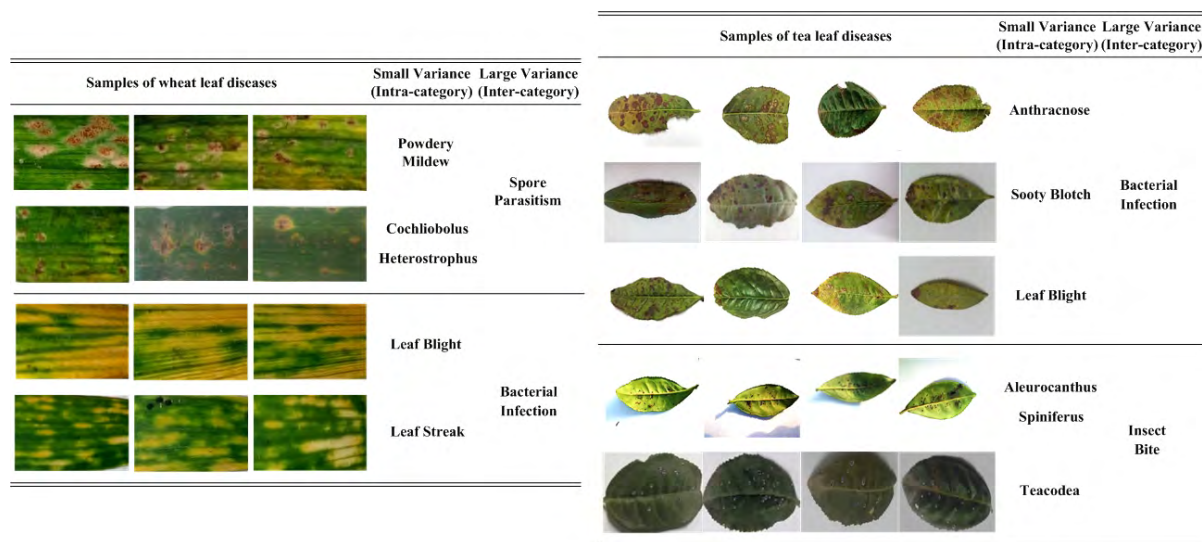 Samples of wheat leaf diseases
Small Variance Large Variance
(Intra-category) (Inter-category)
Powdery
Mildew
Spore
Parasitism
Cochliobolus
Heterostrophus
Leaf Blight
Bacterial
Infection
Leaf Streak
Samples of tea leaf diseases
Small Variance Large Variance
(Intra-category) (Inter-category)
Anthracnose
Sooty Blotch
Bacterial
Infection
Leaf Blight
Aleurocanthus
Spiniferus
Insect
Bite
Teacodea